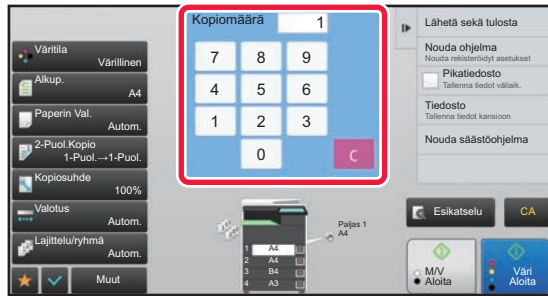 Väritila
Värillinen
Alkup.
A4
Paperin Val.
Autom.
2-Puol.Kopio
1-Puol.→1-Puol.
Kopiosuhde
100%
Valotus
Autom.
Lajittelu/ryhmä
Autom.
Muut
Kopiomäärä 1
7 8 9
4 5 6
1 2 3
0 C
Paljas 1
A4
1 A4
2 A4
3 B4
4 A3
Lähetä sekä tulosta
Nouda ohjelma
Nouda rekisteröidyt asetukset
Pikatiedosto
Tallenna tiedot väliaik.
Tiedosto
Tallenna tiedot kansioon
Nouda säästöohjelma
Esikatselu
CA
M/V
Aloita
Väri
Aloita